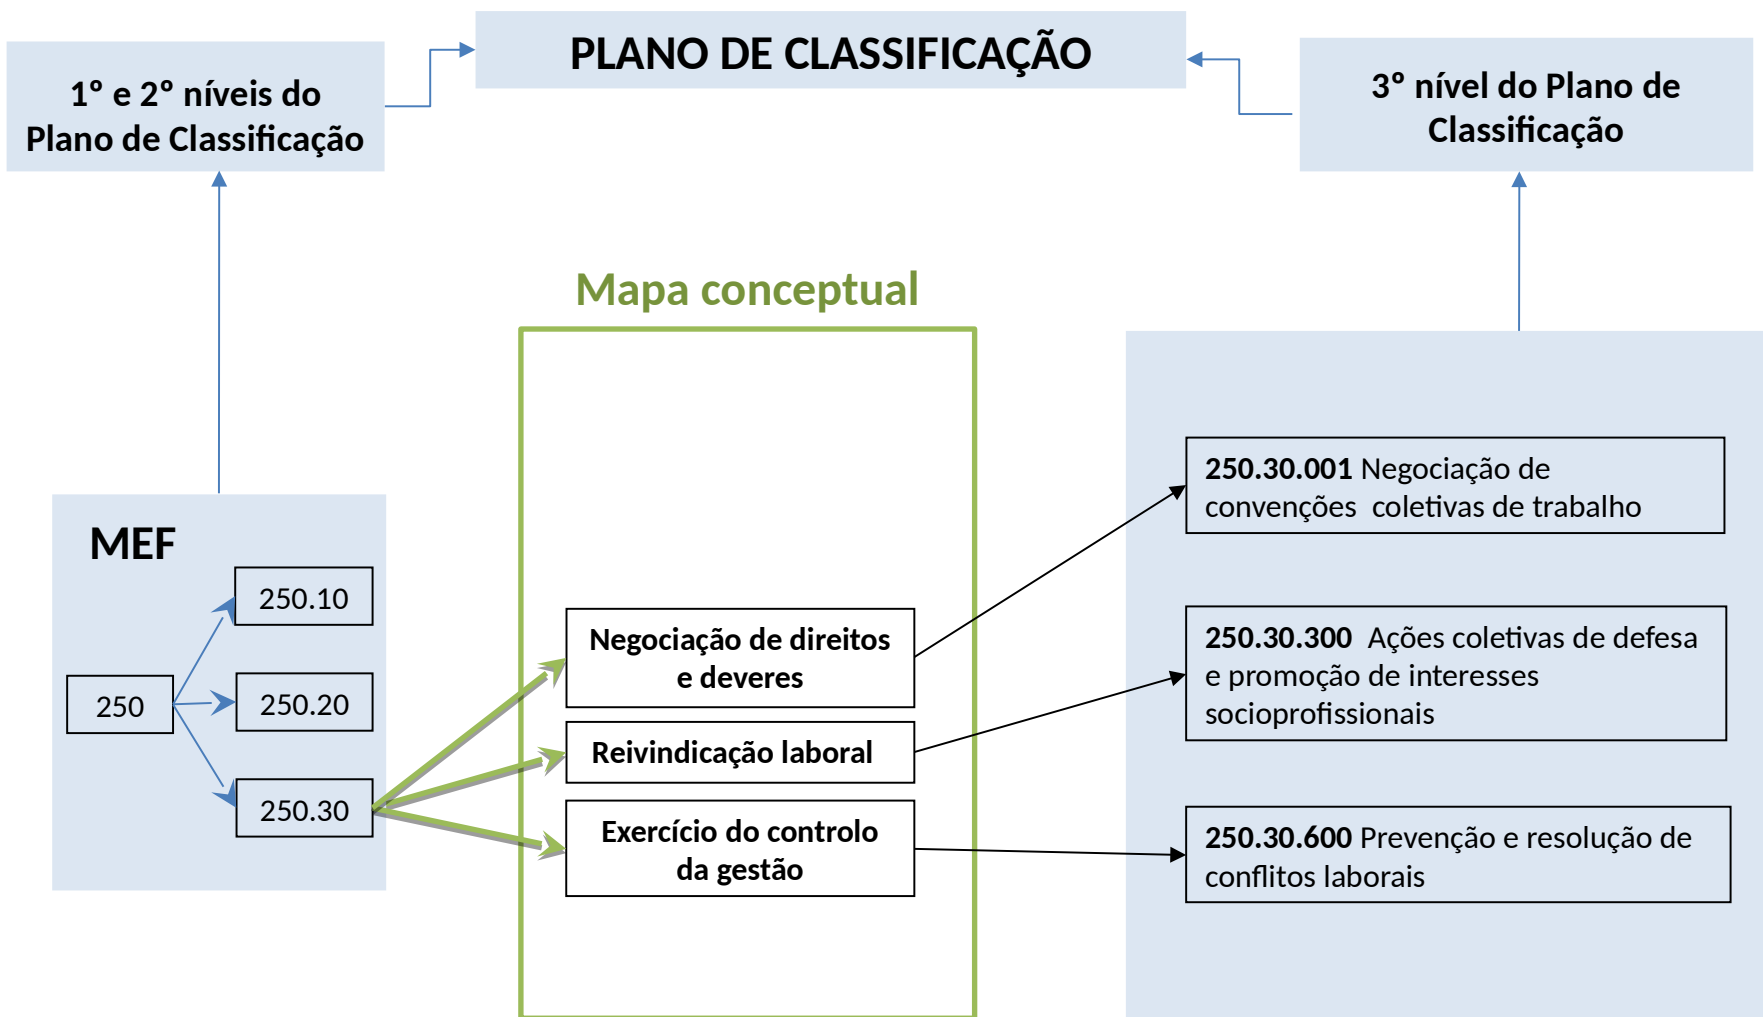 PLANO DE CLASSIFICAÇÃO
1º e 2º níveis do
Plano de Classificação
3º nível do Plano de
Classificação
Mapa conceptual
MEF
250
250.10
250.20
250.30
Negociação de direitos
e deveres
Reivindicação laboral
Exercício do controlo
da gestão
250.30.001 Negociação de
convenções  coletivas de trabalho
250.30.300  Ações coletivas de defesa
e promoção de interesses
socioprofissionais
250.30.600 Prevenção e resolução de
conflitos laborais